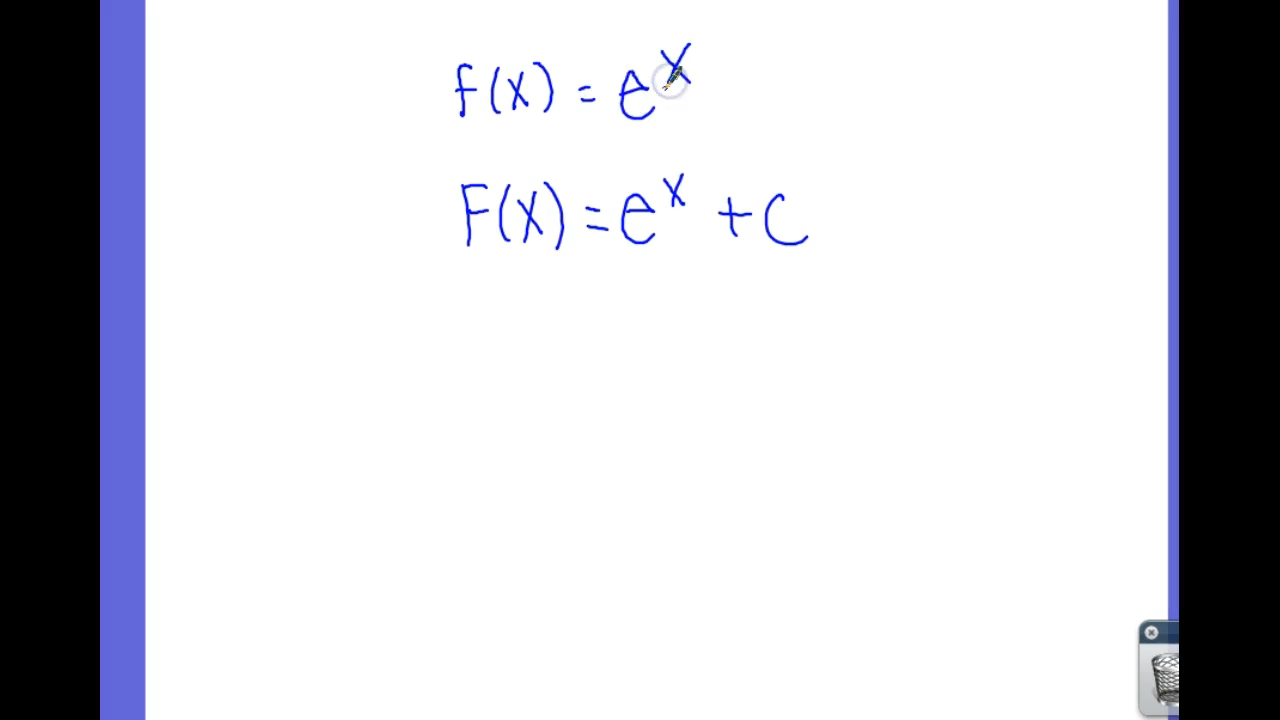 f(x) = e^x
F(x) = e^x + C